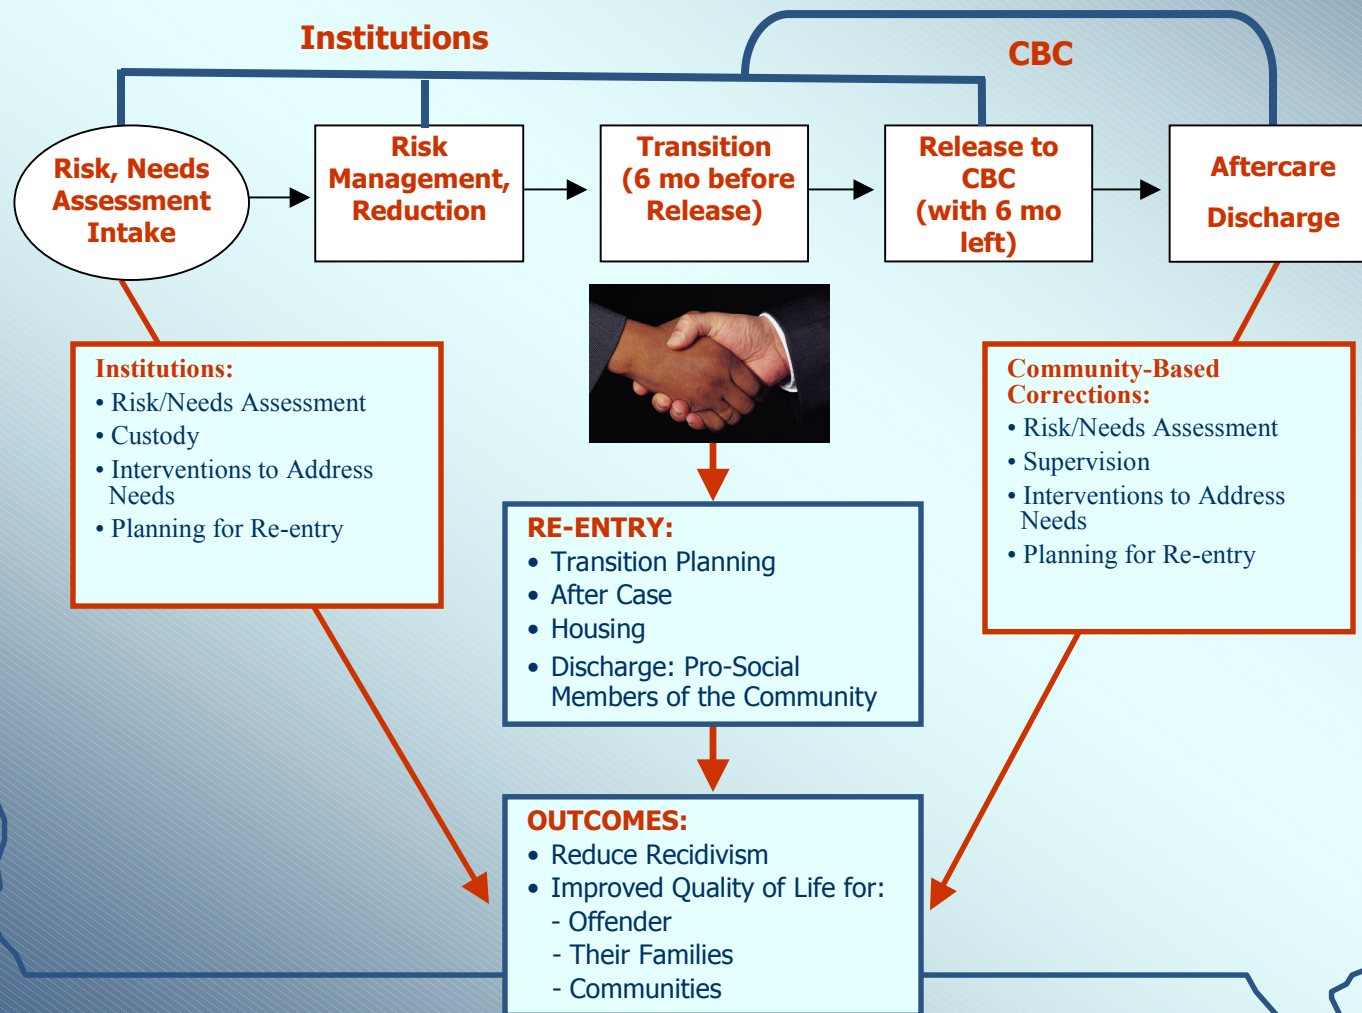 Institutions
CBC
Risk, Needs
Assessment
Intake
Risk
Management,
Reduction
Transition
(6 mo before
Release)
Release to
CBC
(with 6 mo
left)
Aftercare
Discharge
Institutions:
• Risk/Needs Assessment
• Custody
• Interventions to Address
Needs
• Planning for Re-entry
Community-Based
Corrections:
• Risk/Needs Assessment
• Supervision
• Interventions to Address
Needs
• Planning for Re-entry
RE-ENTRY:
• Transition Planning
• After Case
• Housing
• Discharge: Pro-Social
Members of the Community
OUTCOMES:
• Reduce Recidivism
• Improved Quality of Life for:
- Offender
- Their Families
- Communities